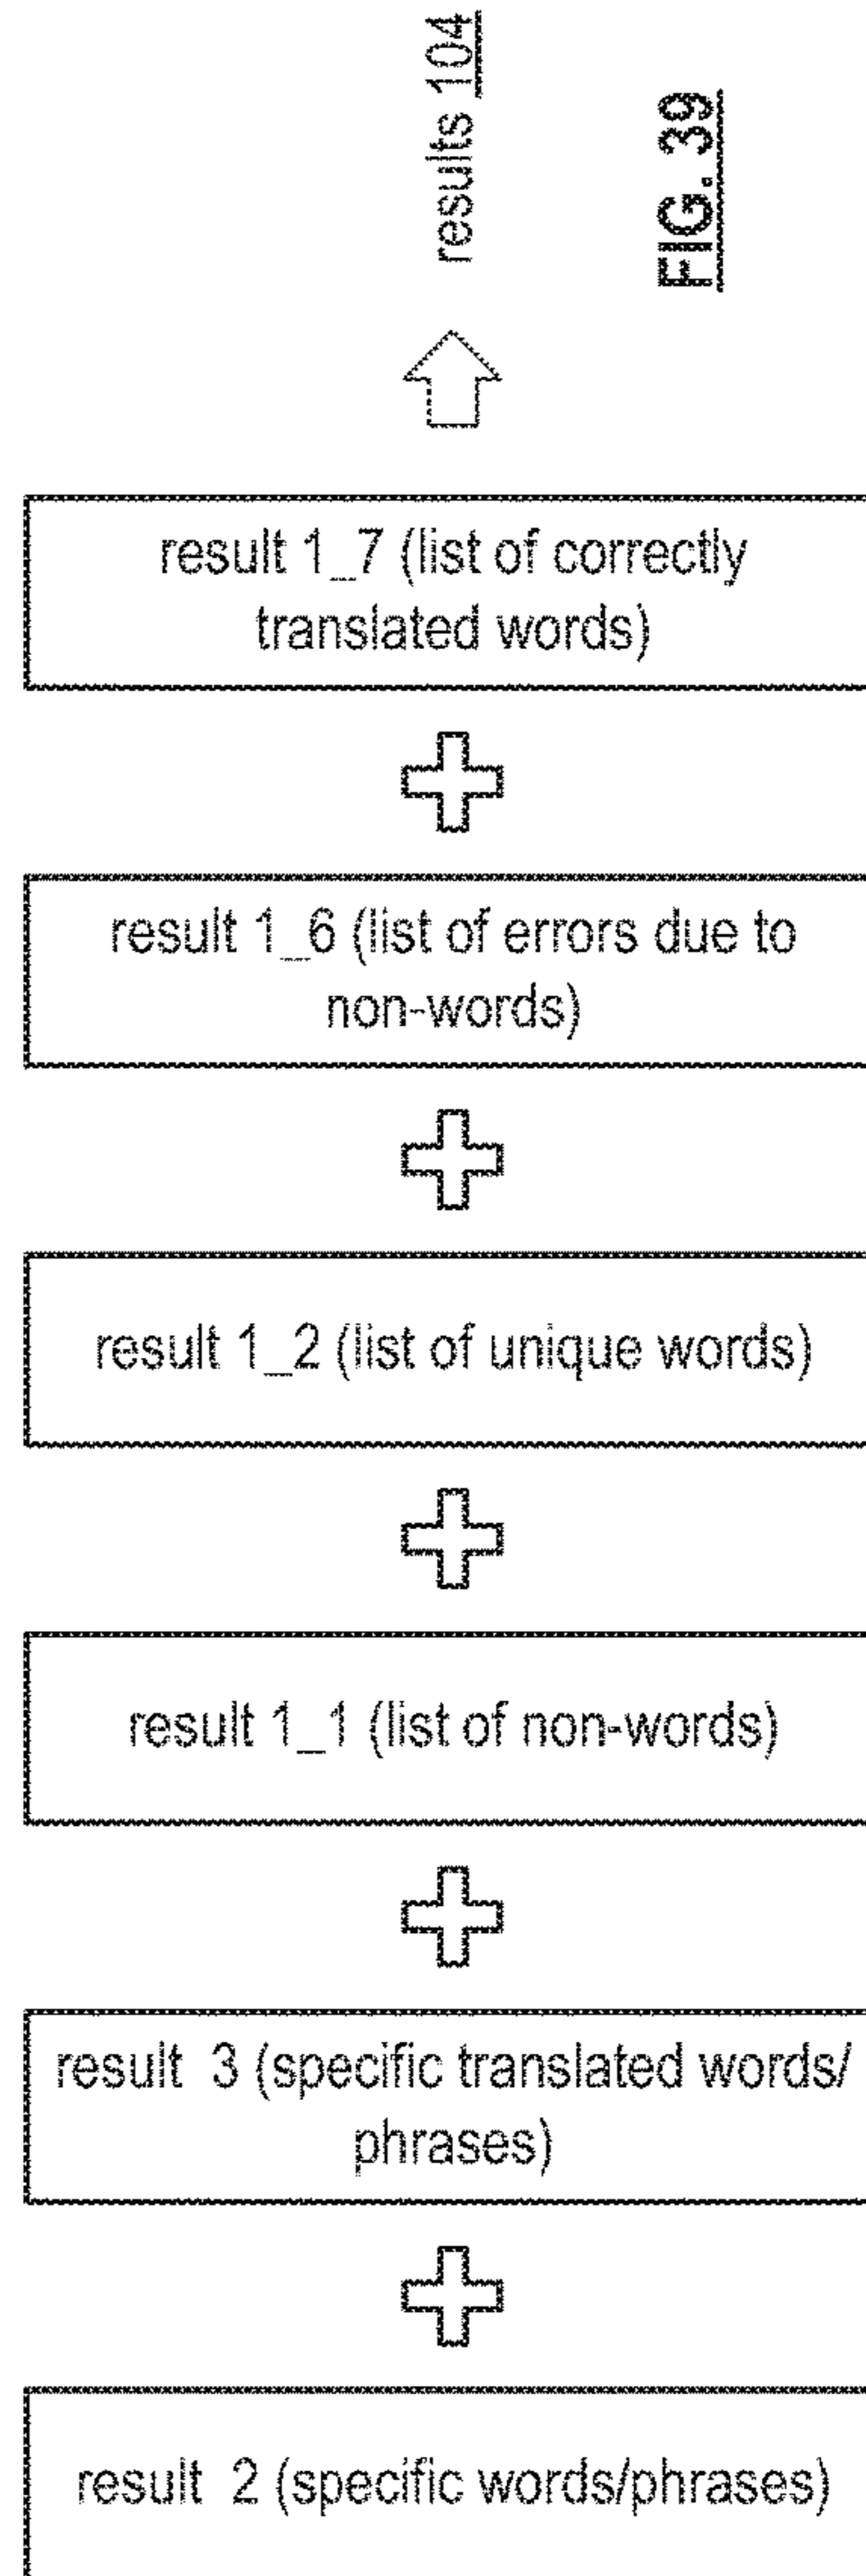 results 104
FIG. 39
result 1_7 (list of correctly
translated words)
result 1_6 (list of errors due to
non-words)
result 1_2 (list of unique words)
result 1_1 (list of non-words)
result 3 (specific translated words/
phrases)
result 2 (specific words/phrases)